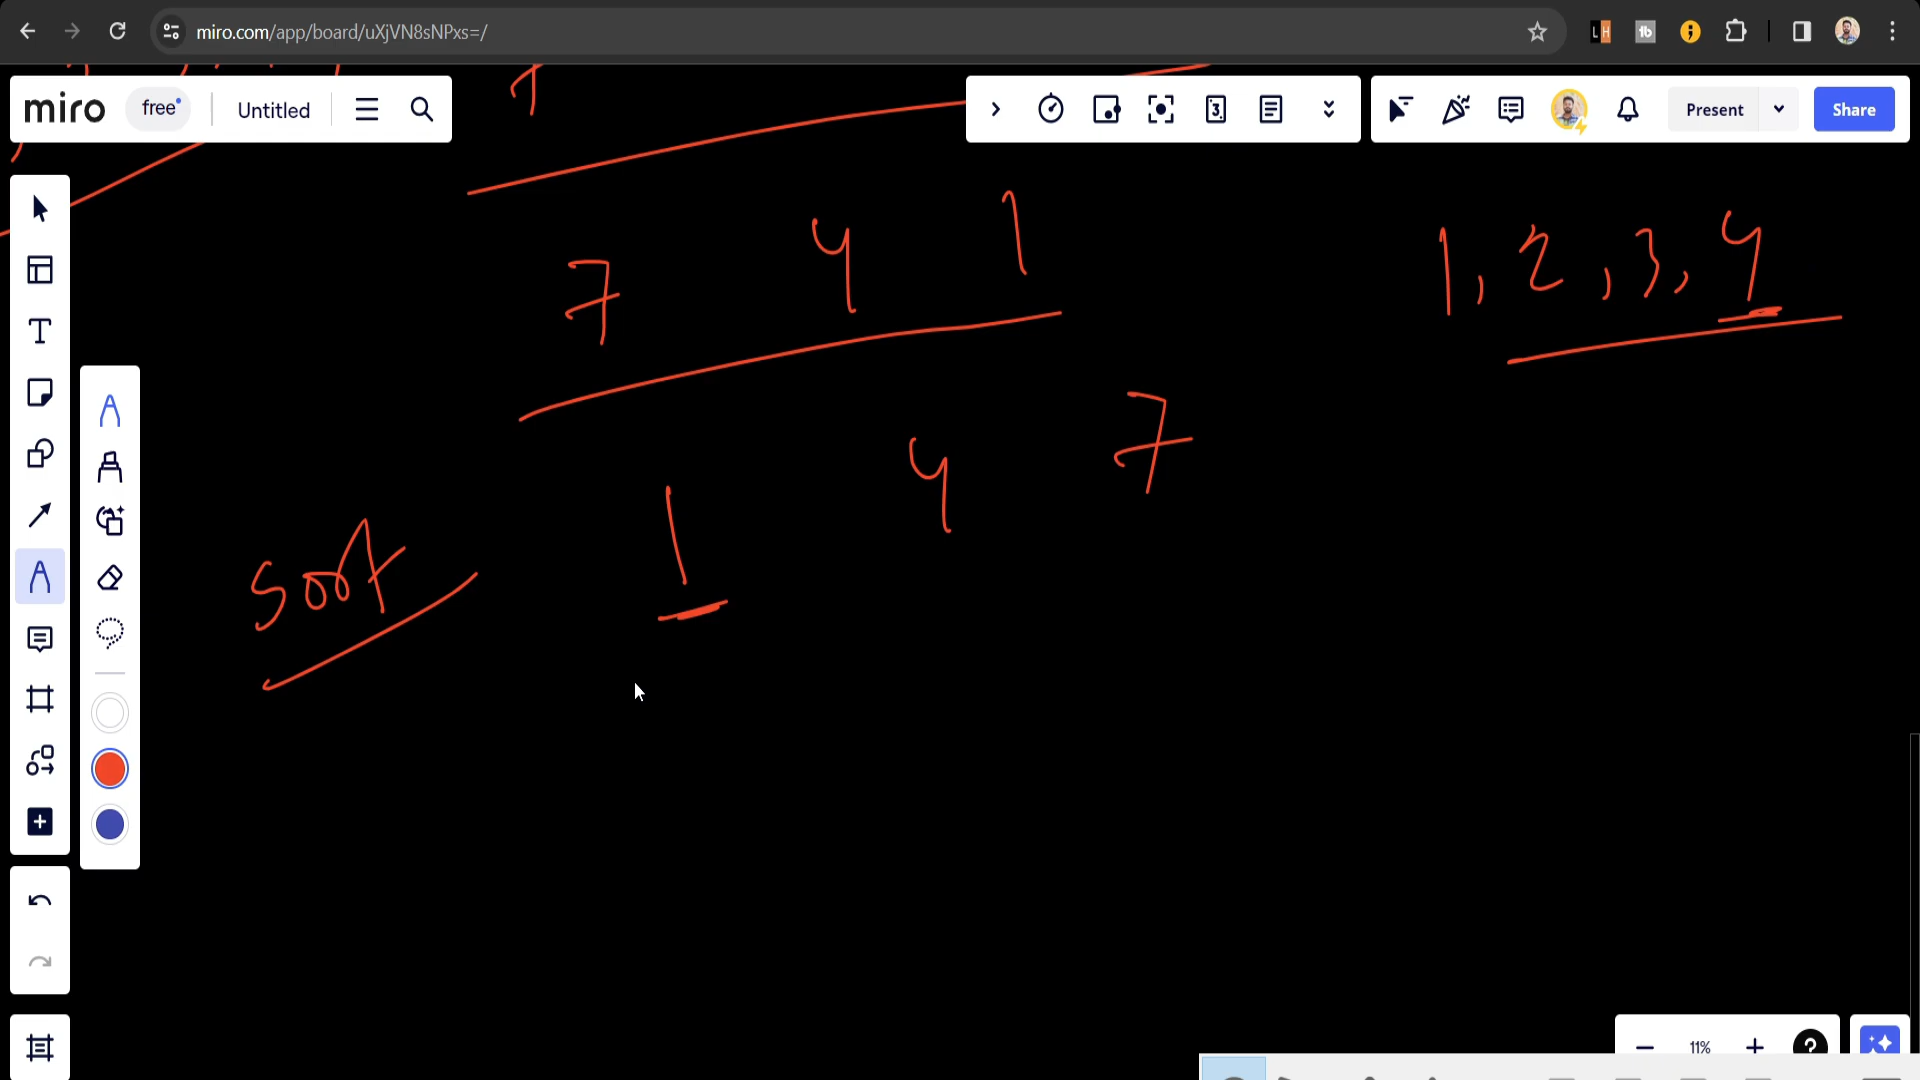 miro.com/app/board/uXjVN8sNPxs=/
miro free Untitled
Present
Share
7 4 1
1, 2, 3, 4
1 4 7
Sort
11%